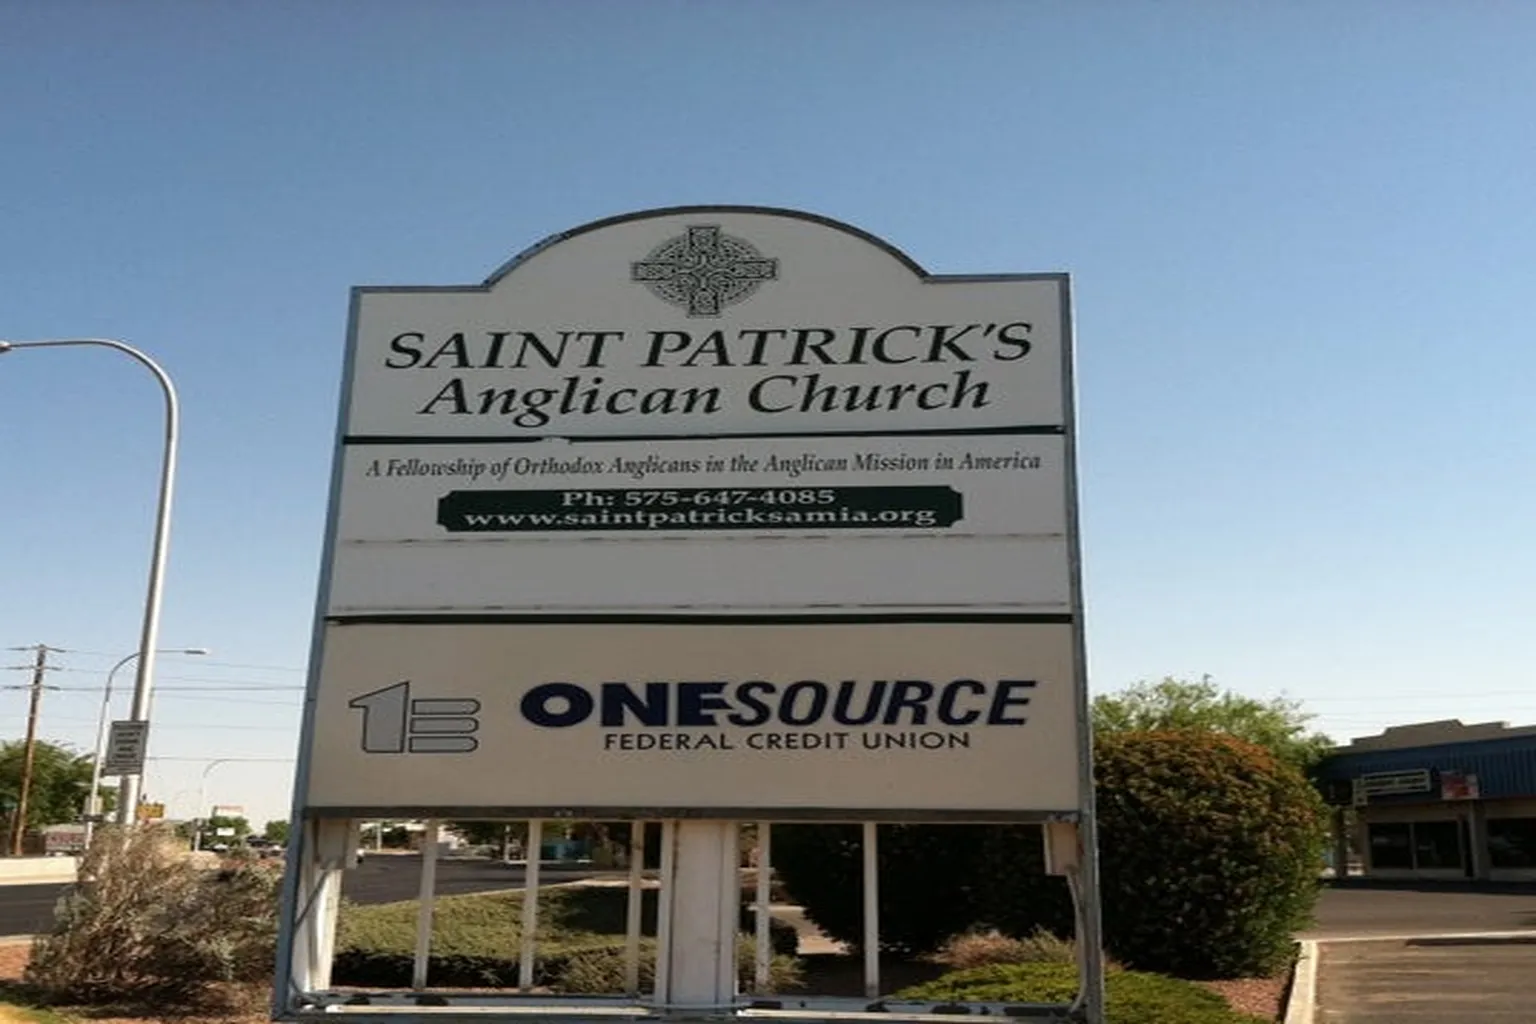 SAINT PATRICK'S
Anglican Church
A Fellowship of Orthodox Anglicans in the Anglican Mission in America
Ph: 575-647-4085
www.saintpatricksamia.org
ONESOURCE
FEDERAL CREDIT UNION